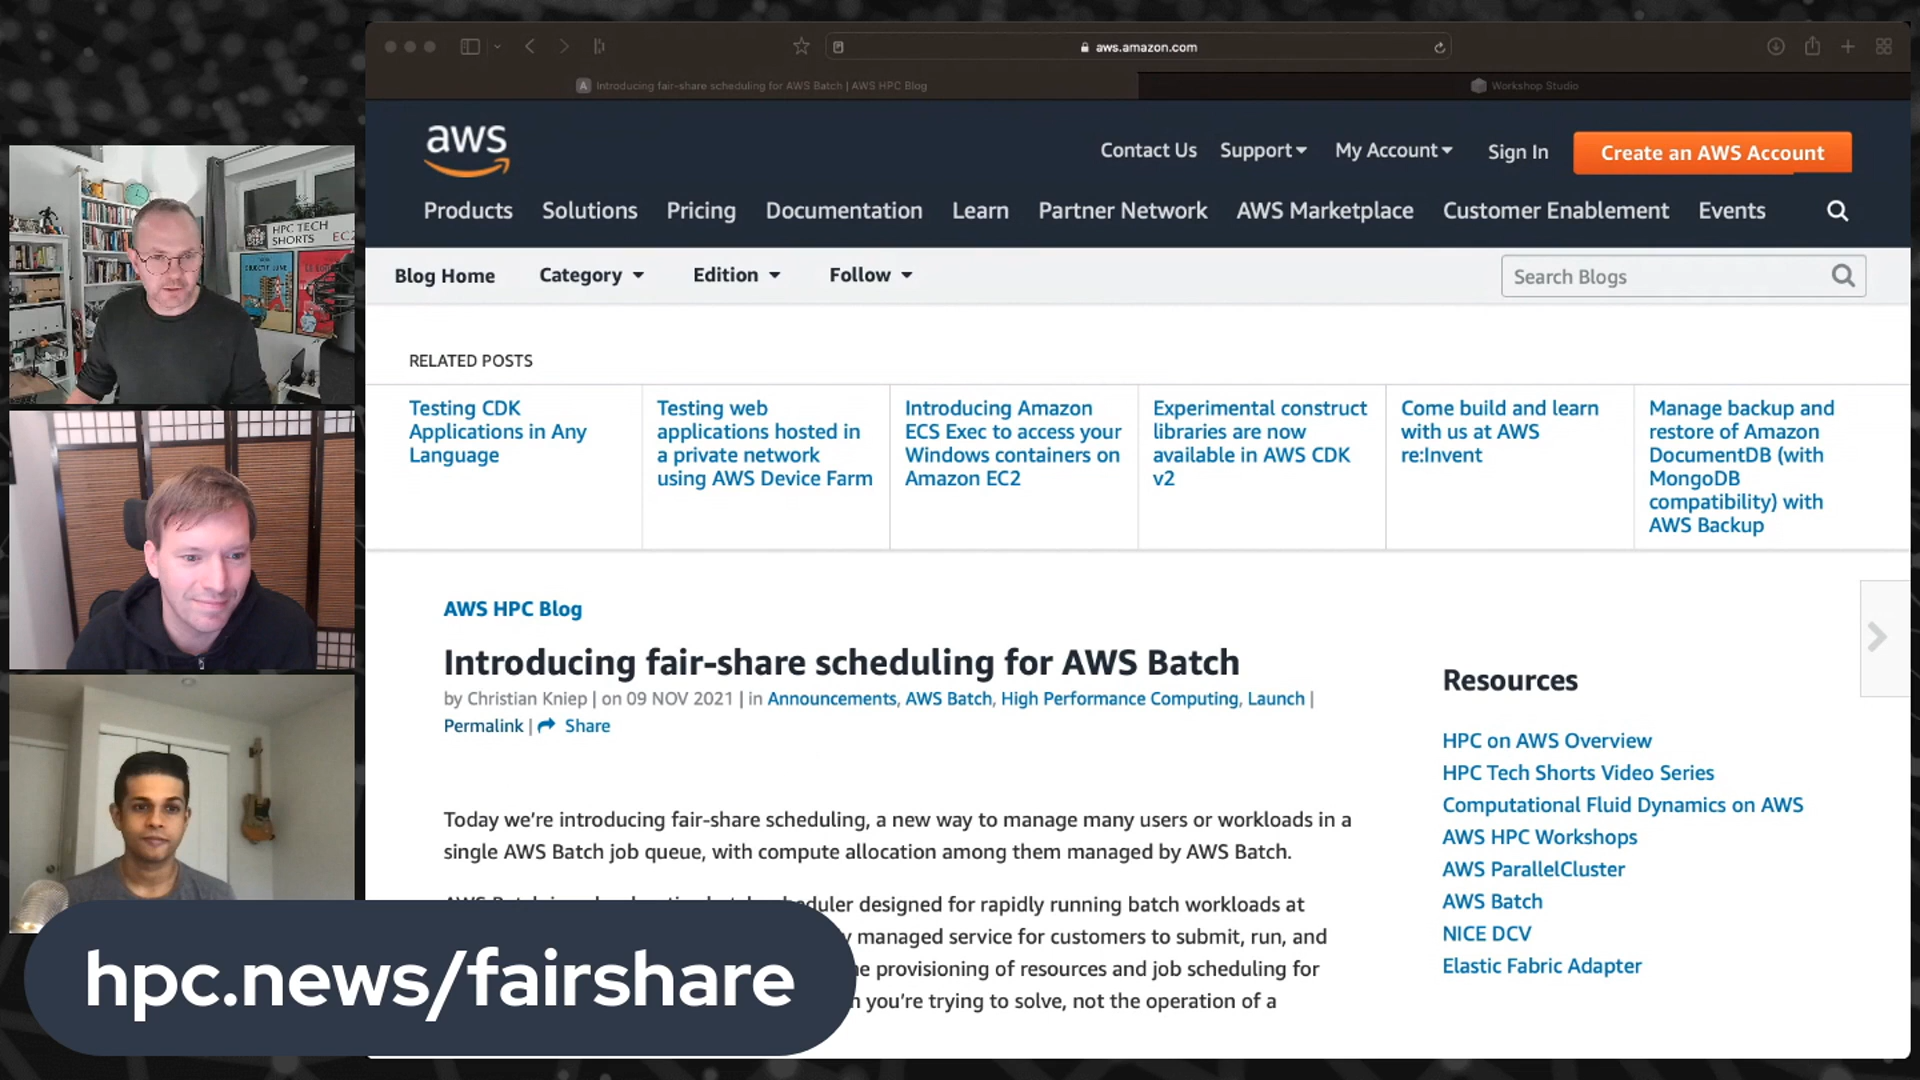 aws.amazon.com
Introducing fair-share scheduling for AWS Batch | AWS HPC Blog
Workshop Studio
aws
Contact Us Support My Account Sign In Create an AWS Account
Products Solutions Pricing Documentation Learn Partner Network AWS Marketplace Customer Enablement Events
Blog Home Category Edition Follow Search Blogs
RELATED POSTS
Testing CDK
Applications in Any
Language
Testing web
applications hosted in
a private network
using AWS Device Farm
Introducing Amazon
ECS Exec to access your
Windows containers on
Amazon EC2
Experimental construct
libraries are now
available in AWS CDK
v2
Come build and learn
with us at AWS
re:Invent
Manage backup and
restore of Amazon
DocumentDB (with
MongoDB
compatibility) with
AWS Backup
AWS HPC Blog
Introducing fair-share scheduling for AWS Batch
by Christian Kniep | on 09 NOV 2021 | in Announcements, AWS Batch, High Performance Computing, Launch |
Permalink | Share
Today we're introducing fair-share scheduling, a new way to manage many users or workloads in a
single AWS Batch job queue, with compute allocation among them managed by AWS Batch.
designed for rapidly running batch workloads at
managed service for customers to submit, run, and
provisioning of resources and job scheduling for
you're trying to solve, not the operation of a
Resources
HPC on AWS Overview
HPC Tech Shorts Video Series
Computational Fluid Dynamics on AWS
AWS HPC Workshops
AWS ParallelCluster
AWS Batch
NICE DCV
Elastic Fabric Adapter
HPC TECH
SHORTS
EC2
OBJECTIF LUNE
hpc.news/fairshare